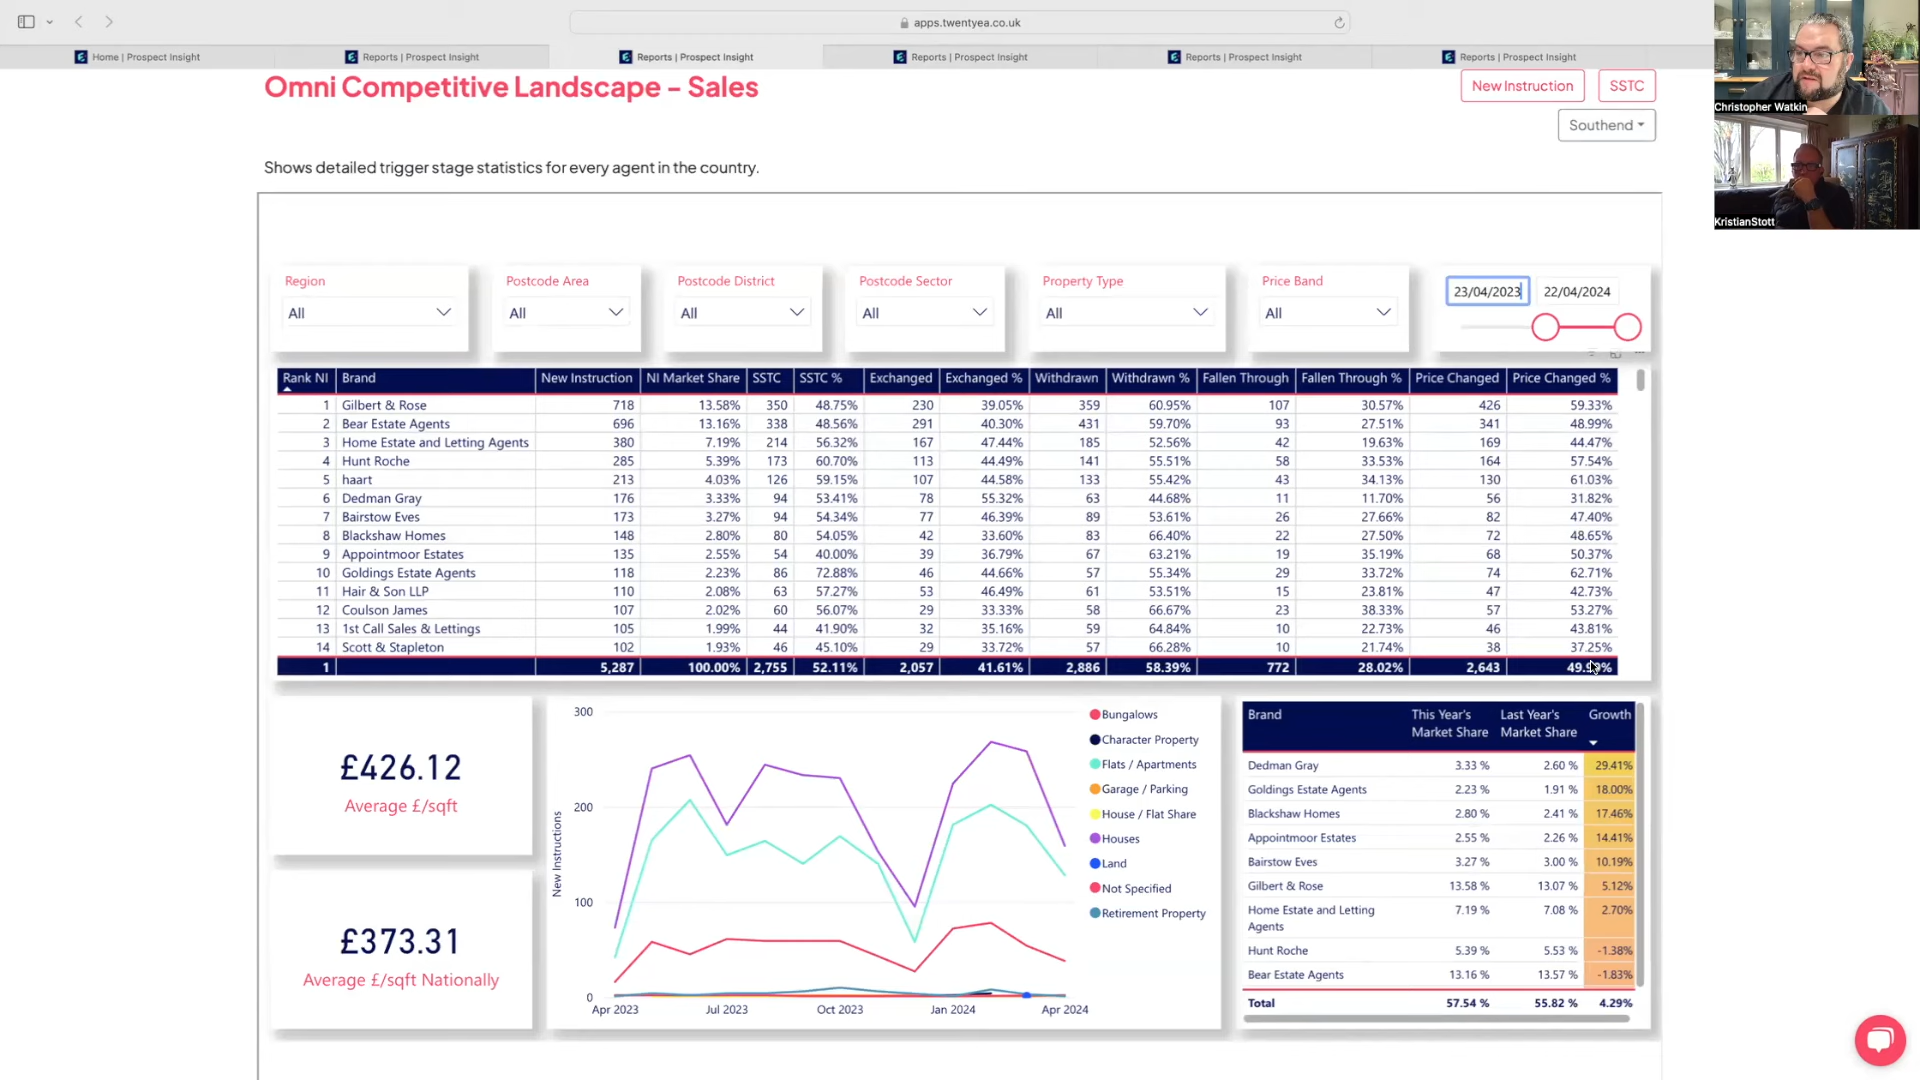 apps.twentyea.co.uk
Home | Prospect Insight
Reports | Prospect Insight
Reports | Prospect Insight
Reports | Prospect Insight
Reports | Prospect Insight
Reports | Prospect Insight
Christopher Watkin
KristianStott
Omni Competitive Landscape – Sales
New Instruction
SSTC
Southend
Shows detailed trigger stage statistics for every agent in the country.
Region
Postcode Area
Postcode District
Postcode Sector
Property Type
Price Band
All
All
All
All
All
All
23/04/2023
22/04/2024
Rank NI Brand New Instruction NI Market Share SSTC SSTC % Exchanged Exchanged % Withdrawn Withdrawn % Fallen Through Fallen Through % Price Changed Price Changed %
1 Gilbert & Rose 718 13.58% 350 48.75% 230 39.05% 359 60.95% 107 30.57% 426 59.33%
2 Bear Estate Agents 696 13.16% 338 48.56% 291 40.30% 431 59.70% 93 27.51% 341 48.99%
3 Home Estate and Letting Agents 380 7.19% 214 56.32% 167 47.44% 185 52.56% 42 19.63% 169 44.47%
4 Hunt Roche 285 5.39% 173 60.70% 113 44.49% 141 55.51% 58 33.53% 164 57.54%
5 haart 213 4.03% 126 59.15% 107 44.58% 133 55.42% 43 34.13% 130 61.03%
6 Dedman Gray 176 3.33% 94 53.41% 78 55.32% 63 44.68% 11 11.70% 56 31.82%
7 Bairstow Eves 173 3.27% 94 54.34% 77 46.39% 89 53.61% 26 27.66% 82 47.40%
8 Blackshaw Homes 148 2.80% 80 54.05% 42 33.60% 83 66.40% 22 27.50% 72 48.65%
9 Appointmoor Estates 135 2.55% 54 40.00% 39 36.79% 67 63.21% 19 35.19% 68 50.37%
10 Goldings Estate Agents 118 2.23% 86 72.88% 46 44.66% 57 55.34% 29 33.72% 74 62.71%
11 Hair & Son LLP 110 2.08% 63 57.27% 53 46.49% 61 53.51% 15 23.81% 47 42.73%
12 Coulson James 107 2.02% 60 56.07% 29 33.33% 58 66.67% 23 38.33% 57 53.27%
13 1st Call Sales & Lettings 105 1.99% 44 41.90% 32 35.16% 59 64.84% 10 22.73% 46 43.81%
14 Scott & Stapleton 102 1.93% 46 45.10% 29 33.72% 57 66.28% 10 21.74% 38 37.25%
1 5,287 100.00% 2,755 52.11% 2,057 41.61% 2,886 58.39% 772 28.02% 2,643
£426.12
Average £/sqft
£373.31
Average £/sqft Nationally
New Instructions
300
200
100
0
Apr 2023
Jul 2023
Oct 2023
Jan 2024
Apr 2024
Bungalows
Character Property
Flats / Apartments
Garage / Parking
House / Flat Share
Houses
Land
Not Specified
Retirement Property
Brand This Year's Market Share Last Year's Market Share Growth
Dedman Gray 3.33 % 2.60 % 29.41%
Goldings Estate Agents 2.23 % 1.91 % 18.00%
Blackshaw Homes 2.80 % 2.41 % 17.46%
Appointmoor Estates 2.55 % 2.26 % 14.41%
Bairstow Eves 3.27 % 3.00 % 10.19%
Gilbert & Rose 13.58 % 13.07 % 5.12%
Home Estate and Letting Agents 7.19 % 7.08 % 2.70%
Hunt Roche 5.39 % 5.53 % -1.38%
Bear Estate Agents 13.16 % 13.57 % -1.83%
Total 57.54 % 55.82 % 4.29%